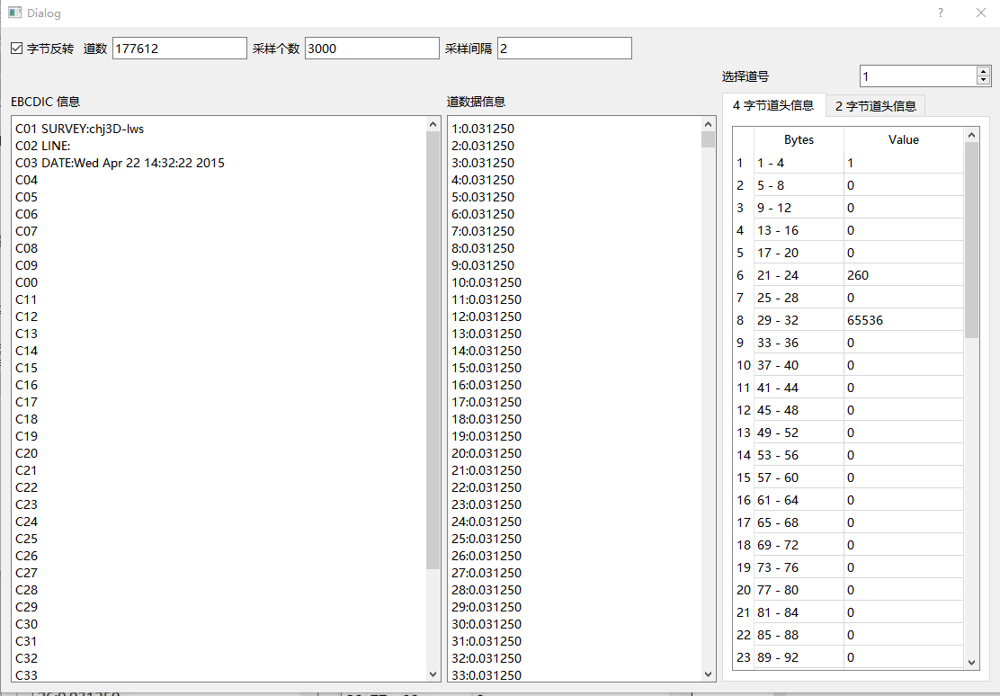 Dialog
字节反转 道数 177612 采样个数 3000 采样间隔 2
选择道号 1
EBCDIC 信息
C01 SURVEY:chj3D-lws
C02 LINE:
C03 DATE:Wed Apr 22 14:32:22 2015
C04
C05
C06
C07
C08
C09
C00
C11
C12
C13
C14
C15
C16
C17
C18
C19
C20
C21
C22
C23
C24
C25
C26
C27
C28
C29
C30
C31
C32
C33
道数据信息
1:0.031250
2:0.031250
3:0.031250
4:0.031250
5:0.031250
6:0.031250
7:0.031250
8:0.031250
9:0.031250
10:0.031250
11:0.031250
12:0.031250
13:0.031250
14:0.031250
15:0.031250
16:0.031250
17:0.031250
18:0.031250
19:0.031250
20:0.031250
21:0.031250
22:0.031250
23:0.031250
24:0.031250
25:0.031250
26:0.031250
27:0.031250
28:0.031250
29:0.031250
30:0.031250
31:0.031250
32:0.031250
33:0.031250
4 字节道头信息 2 字节道头信息
Bytes Value
1 1 - 4 1
2 5 - 8 0
3 9 - 12 0
4 13 - 16 0
5 17 - 20 0
6 21 - 24 260
7 25 - 28 0
8 29 - 32 65536
9 33 - 36 0
10 37 - 40 0
11 41 - 44 0
12 45 - 48 0
13 49 - 52 0
14 53 - 56 0
15 57 - 60 0
16 61 - 64 0
17 65 - 68 0
18 69 - 72 0
19 73 - 76 0
20 77 - 80 0
21 81 - 84 0
22 85 - 88 0
23 89 - 92 0